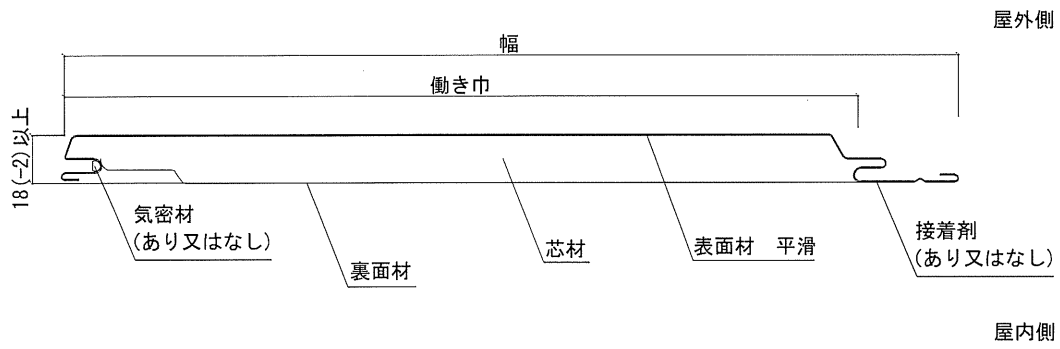 屋外側
幅
働き巾
18(-2)以上
気密材
(あり又はなし)
裏面材
芯材
表面材 平滑
接着剤
(あり又はなし)
屋内側